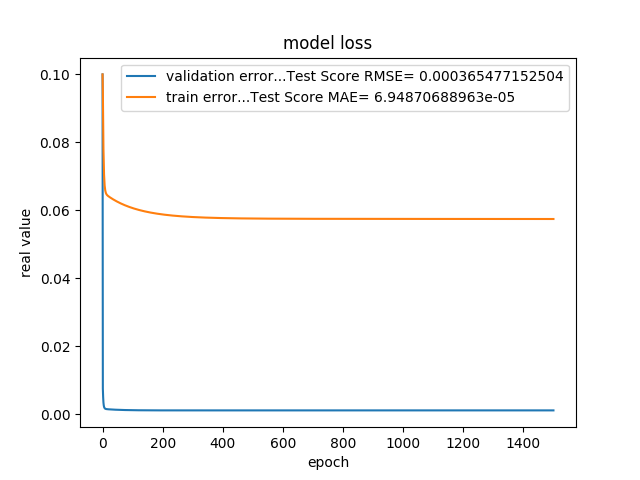 model loss
validation error...Test Score RMSE= 0.000365477152504
train error...Test Score MAE= 6.94870688963e-05
real value
0.10
0.08
0.06
0.04
0.02
0.00
0 200 400 600 800 1000 1200 1400
epoch